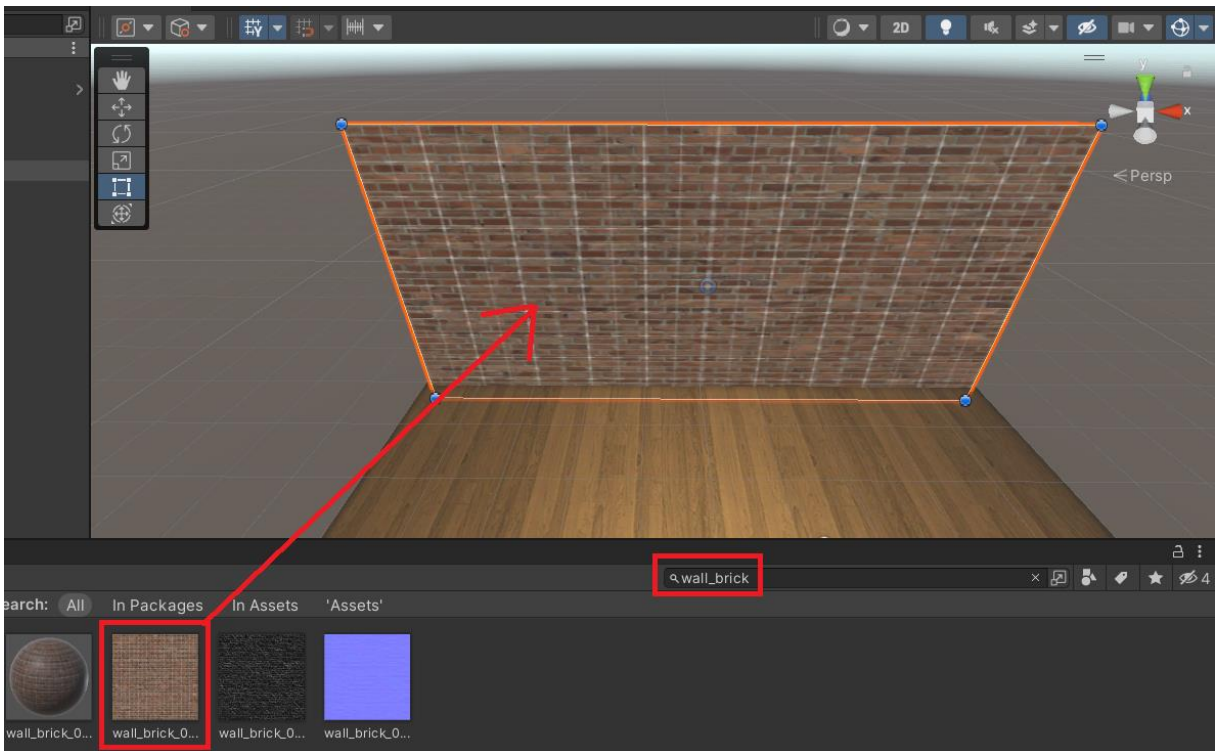 2D
y
x
<Persp
wall_brick
4
earch: All In Packages In Assets 'Assets'
wall_brick_0... wall_brick_0... wall_brick_0... wall_brick_0...